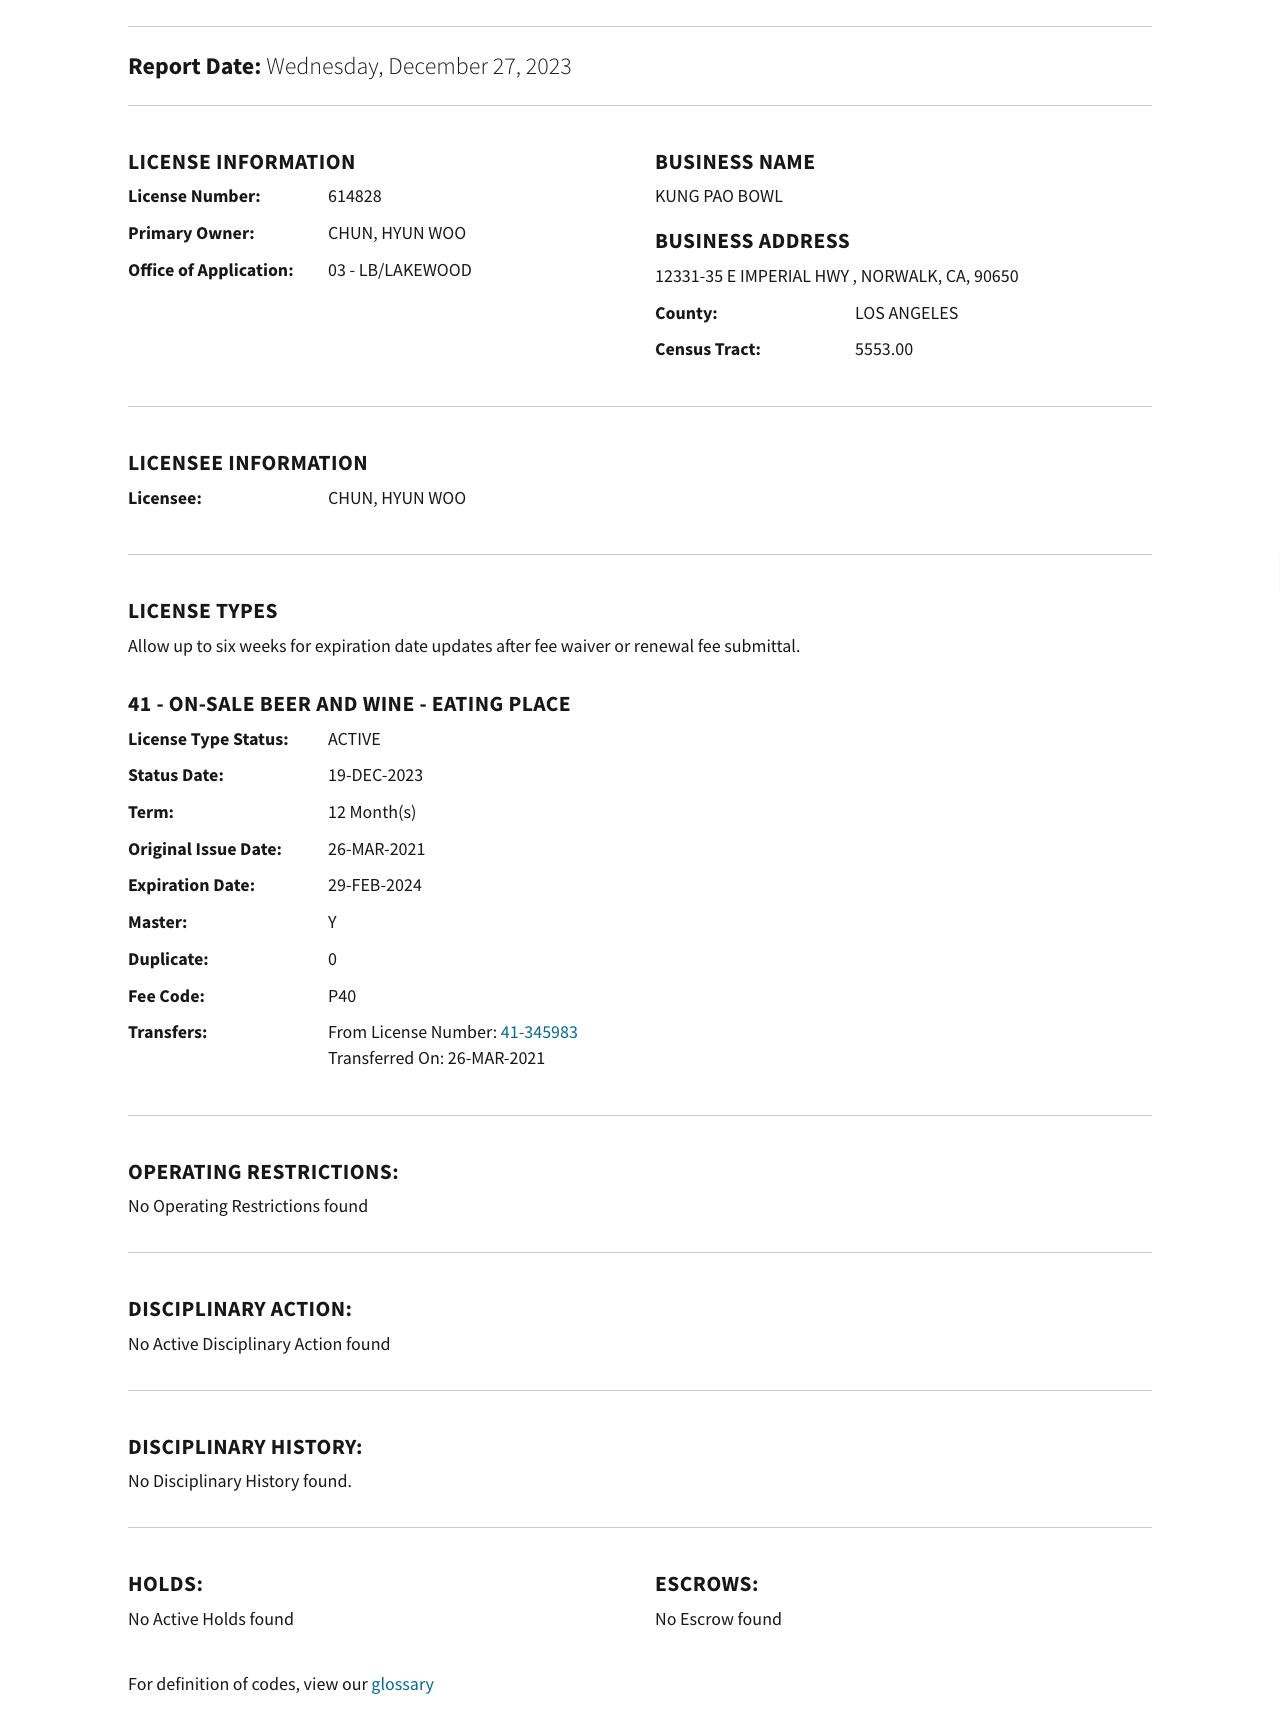 Report Date: Wednesday, December 27, 2023
LICENSE INFORMATION
License Number: 614828
Primary Owner: CHUN, HYUN WOO
Office of Application: 03 - LB/LAKEWOOD
BUSINESS NAME
KUNG PAO BOWL
BUSINESS ADDRESS
12331-35 E IMPERIAL HWY , NORWALK, CA, 90650
County: LOS ANGELES
Census Tract: 5553.00
LICENSEE INFORMATION
Licensee: CHUN, HYUN WOO
LICENSE TYPES
Allow up to six weeks for expiration date updates after fee waiver or renewal fee submittal.
41 - ON-SALE BEER AND WINE - EATING PLACE
License Type Status: ACTIVE
Status Date: 19-DEC-2023
Term: 12 Month(s)
Original Issue Date: 26-MAR-2021
Expiration Date: 29-FEB-2024
Master: Y
Duplicate: 0
Fee Code: P40
Transfers: From License Number: 41-345983
Transferred On: 26-MAR-2021
OPERATING RESTRICTIONS:
No Operating Restrictions found
DISCIPLINARY ACTION:
No Active Disciplinary Action found
DISCIPLINARY HISTORY:
No Disciplinary History found.
HOLDS:
No Active Holds found
ESCROWS:
No Escrow found
For definition of codes, view our glossary